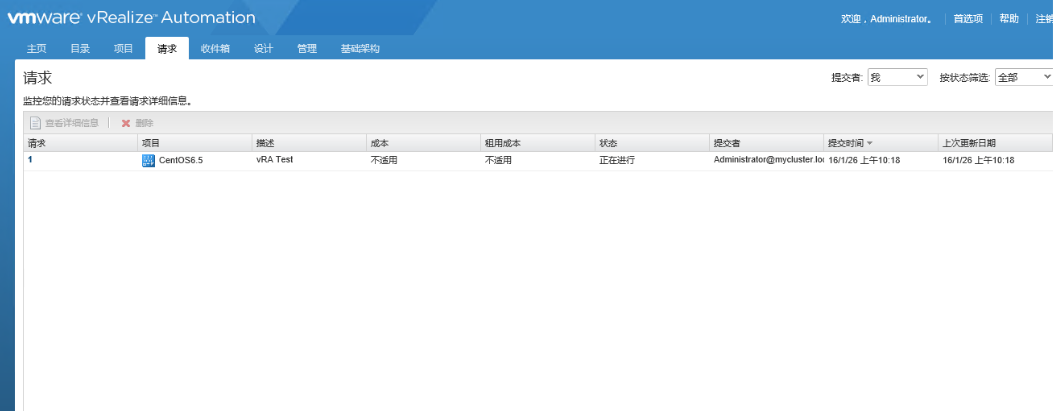 vmware vRealize Automation
欢迎，Administrator。 首选项 帮助 注销
主页 目录 项目 请求 收件箱 设计 管理 基础架构
请求
提交者: 我 按状态筛选: 全部
监控您的请求状态并查看请求详细信息。
查看详细信息 删除
请求 项目 描述 成本 租用成本 状态 提交者 提交时间 上次更新日期
1 CentOS6.5 vRA Test 不适用 不适用 正在进行 Administrator@mycluster.loc 16/1/26 上午10:18 16/1/26 上午10:18